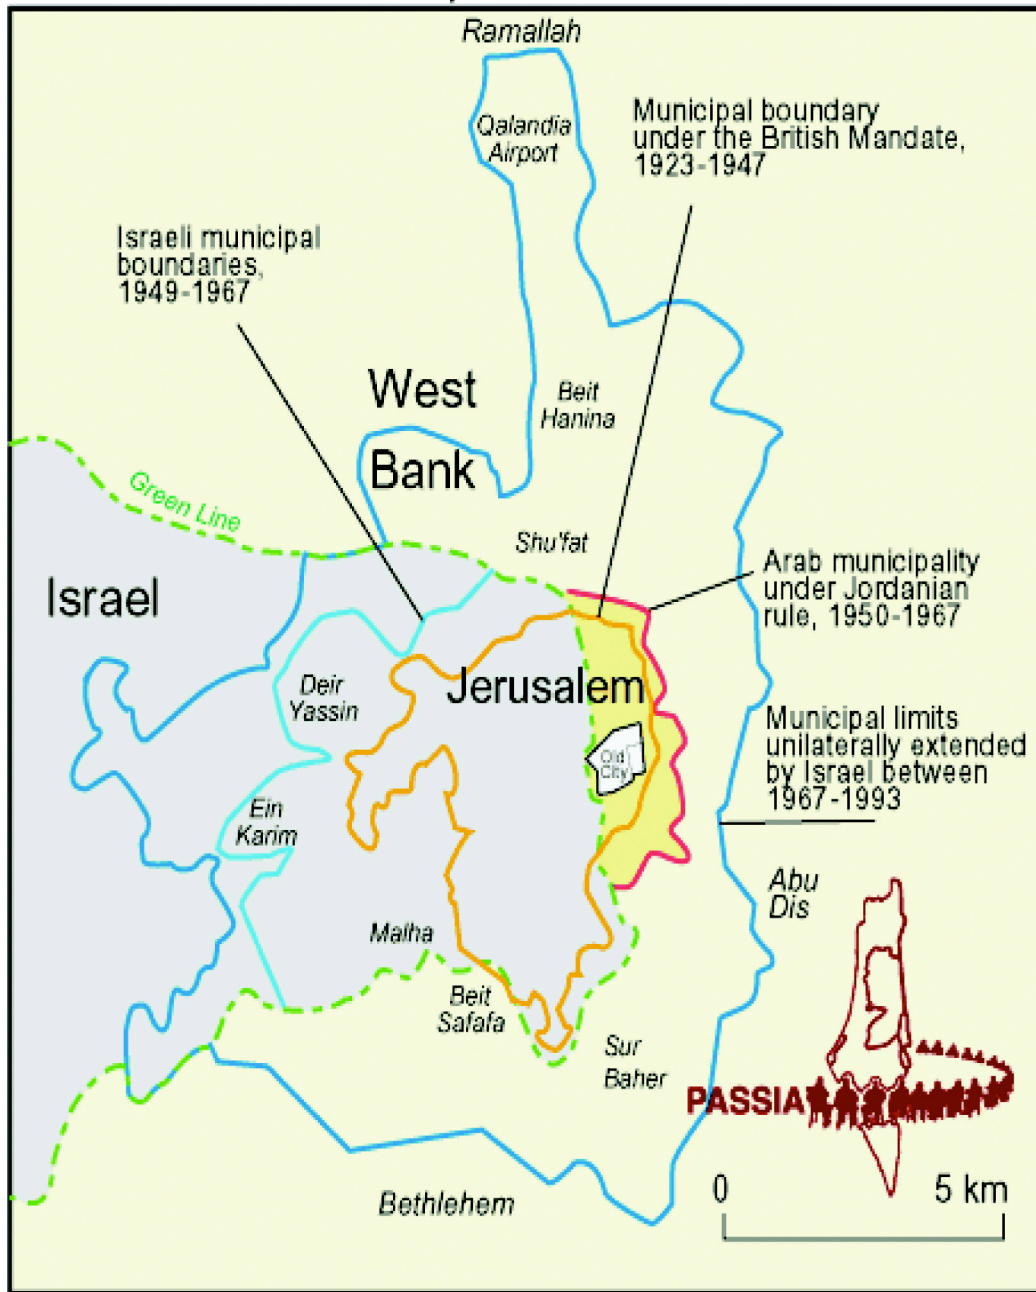 Ramallah
Qalandia
Airport
Municipal boundary
under the British Mandate,
1923-1947
Israeli municipal
boundaries,
1949-1967
West
Bank
Beit
Hanina
Green Line
Shu'fat
Israel
Arab municipality
under Jordanian
rule, 1950-1967
Jerusalem
Deir
Yassin
Municipal limits
unilaterally extended
by Israel between
1967-1993
Old
City
Ein
Karim
Abu
Dis
Malha
Beit
Safafa
Sur
Baher
PASSIA
Bethlehem
0 5 km